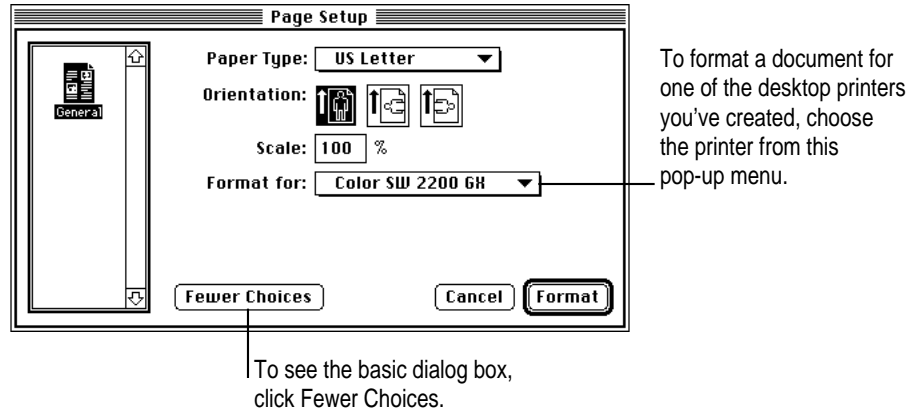 Page Setup
General
Paper Type: US Letter
Orientation:
Scale: 100 %
Format for: Color SW 2200 GX
Fewer Choices Cancel Format
To format a document for
one of the desktop printers
you've created, choose
the printer from this
pop-up menu.
To see the basic dialog box,
click Fewer Choices.